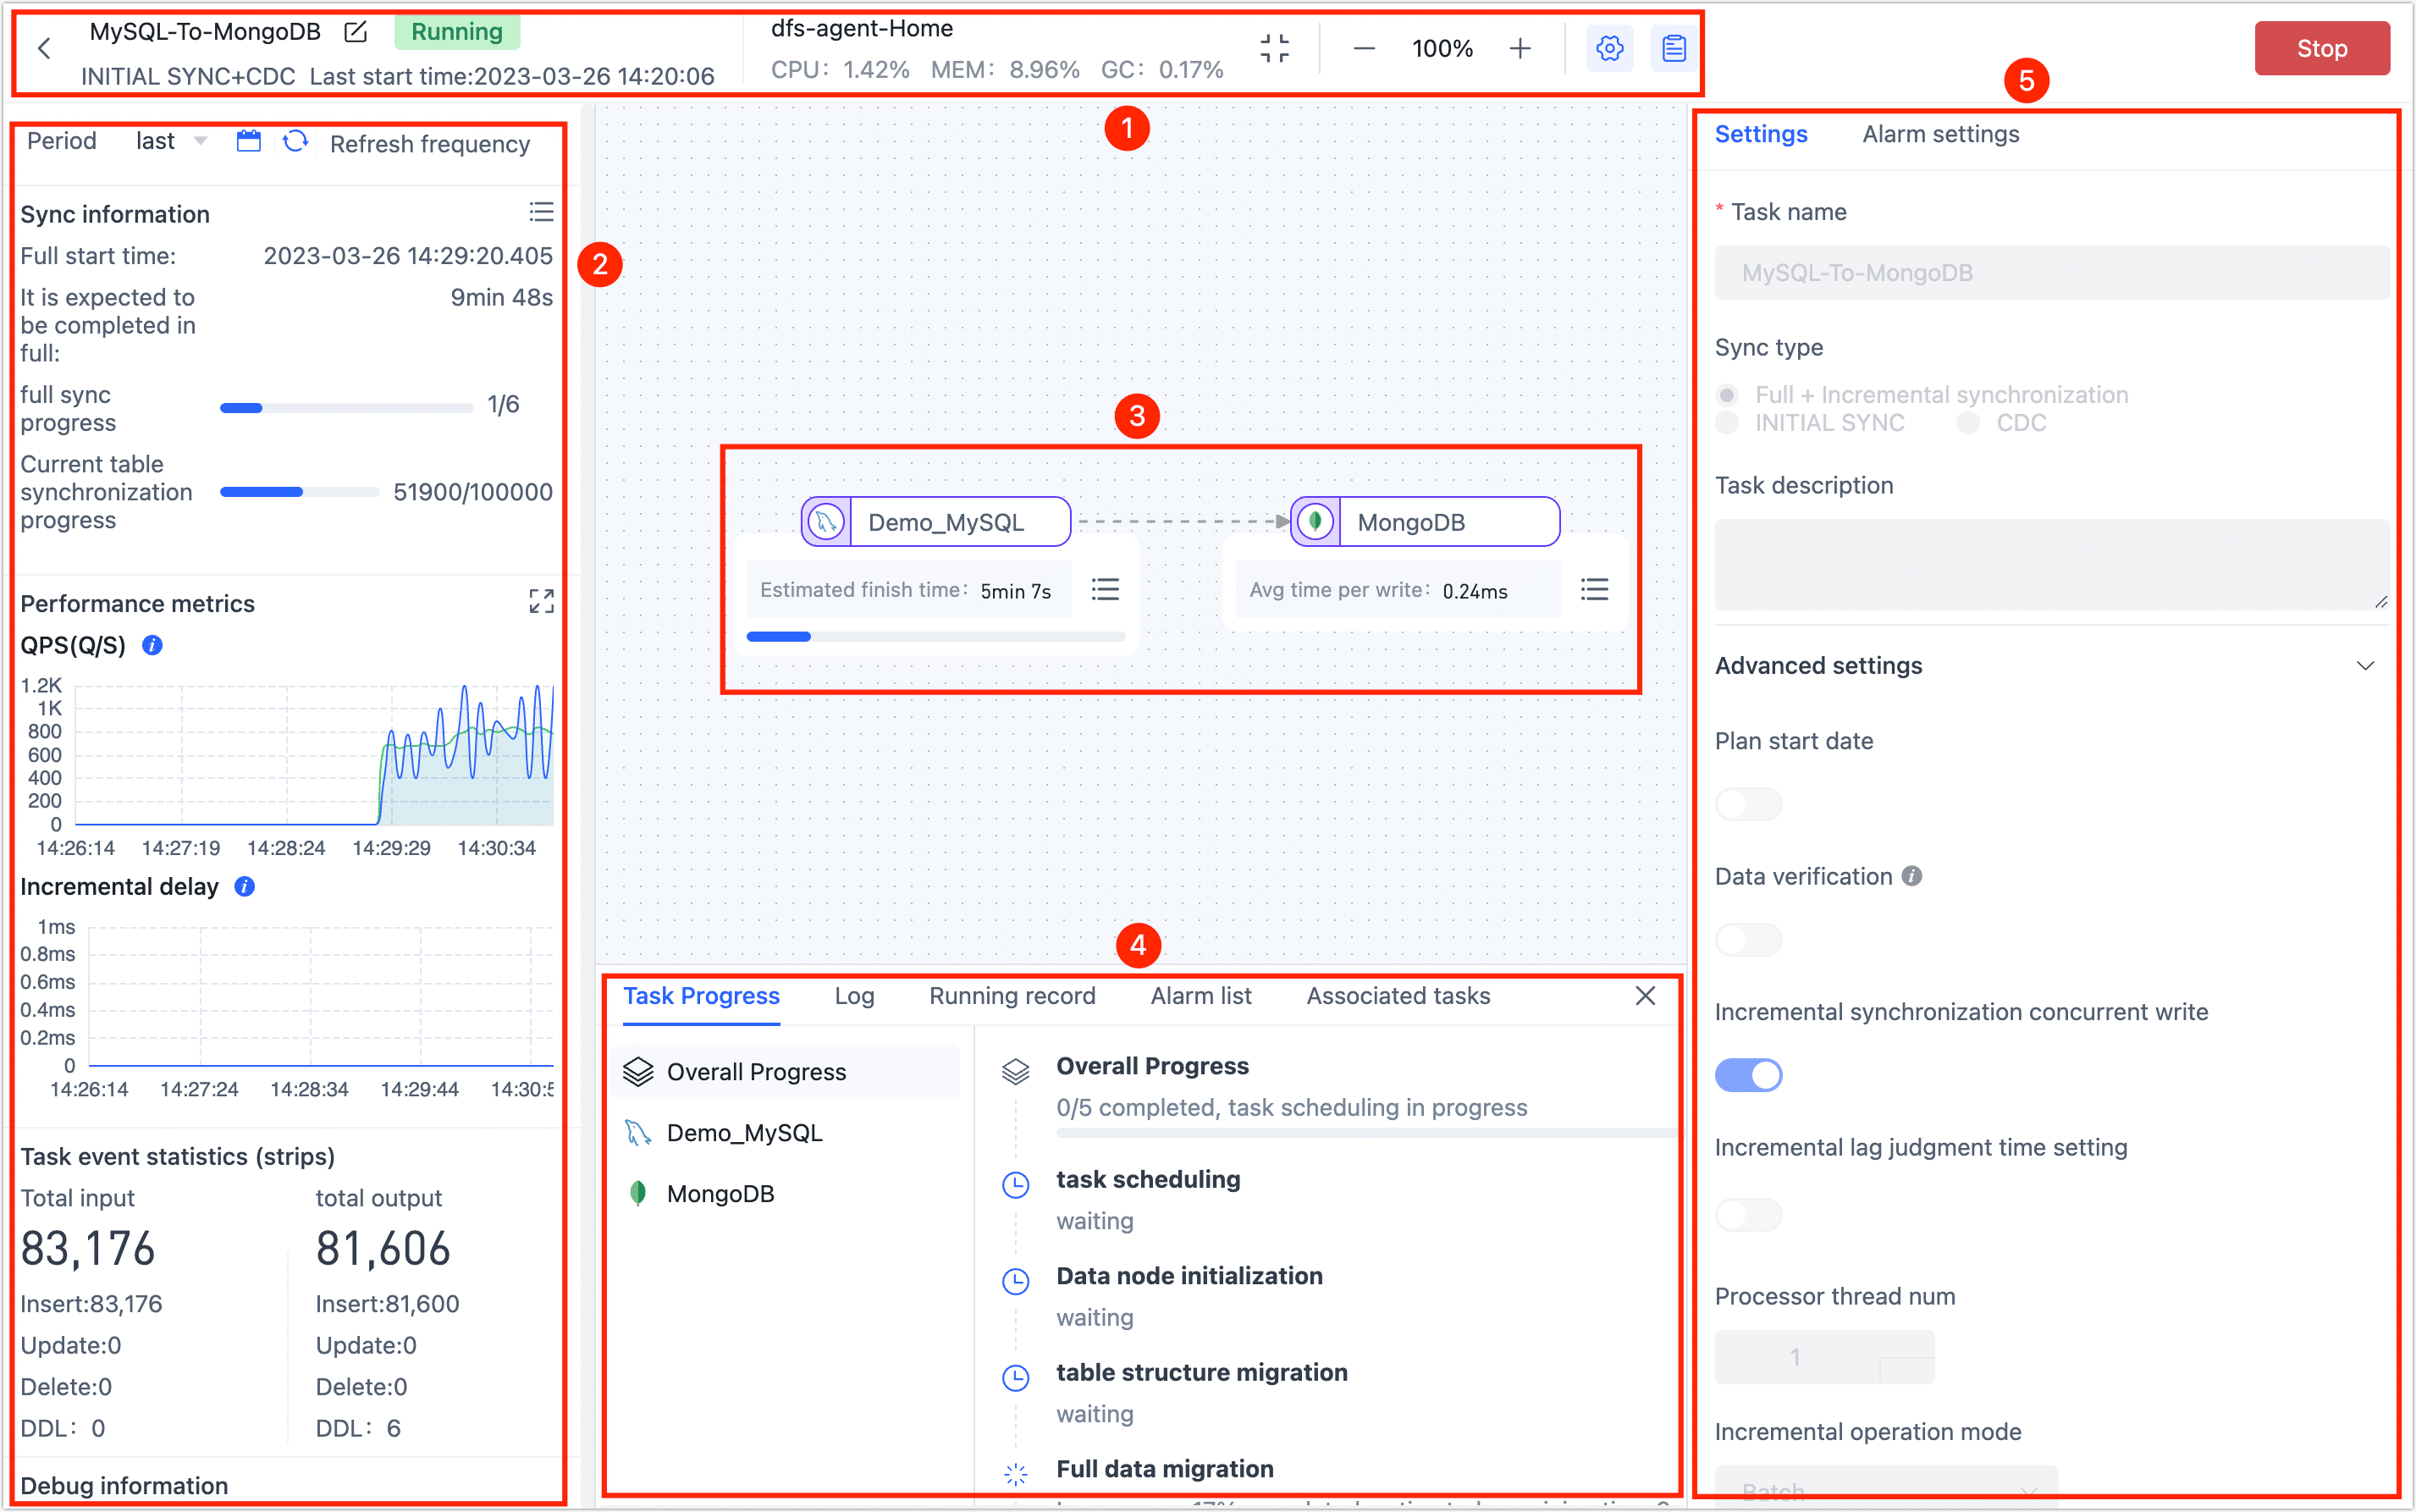 MySQL-To-MongoDB Running
INITIAL SYNC+CDC Last start time:2023-03-26 14:20:06
dfs-agent-Home
CPU: 1.42% MEM: 8.96% GC: 0.17%
100%
Stop
1
5
Period last Refresh frequency
Sync information
Full start time: 2023-03-26 14:29:20.405
It is expected to
be completed in
full:
9min 48s
full sync
progress
1/6
Current table
synchronization
progress
51900/100000
2
Performance metrics
QPS(Q/S)
1.2K
1K
800
600
400
200
0
14:26:14 14:27:19 14:28:24 14:29:29 14:30:34
Incremental delay
1ms
0.8ms
0.6ms
0.4ms
0.2ms
0
14:26:14 14:27:24 14:28:34 14:29:44 14:30:5
Task event statistics (strips)
Total input total output
83,176 81,606
Insert:83,176 Insert:81,600
Update:0 Update:0
Delete:0 Delete:0
DDL: 0 DDL: 6
Debug information
3
Demo_MySQL
MongoDB
Estimated finish time: 5min 7s
Avg time per write: 0.24ms
4
Task Progress Log Running record Alarm list Associated tasks
Overall Progress
Demo_MySQL
MongoDB
Overall Progress
0/5 completed, task scheduling in progress
task scheduling
waiting
Data node initialization
waiting
table structure migration
waiting
Full data migration
Settings Alarm settings
* Task name
MySQL-To-MongoDB
Sync type
Full + Incremental synchronization
INITIAL SYNC CDC
Task description
Advanced settings
Plan start date
Data verification
Incremental synchronization concurrent write
Incremental lag judgment time setting
Processor thread num
1
Incremental operation mode
Batch